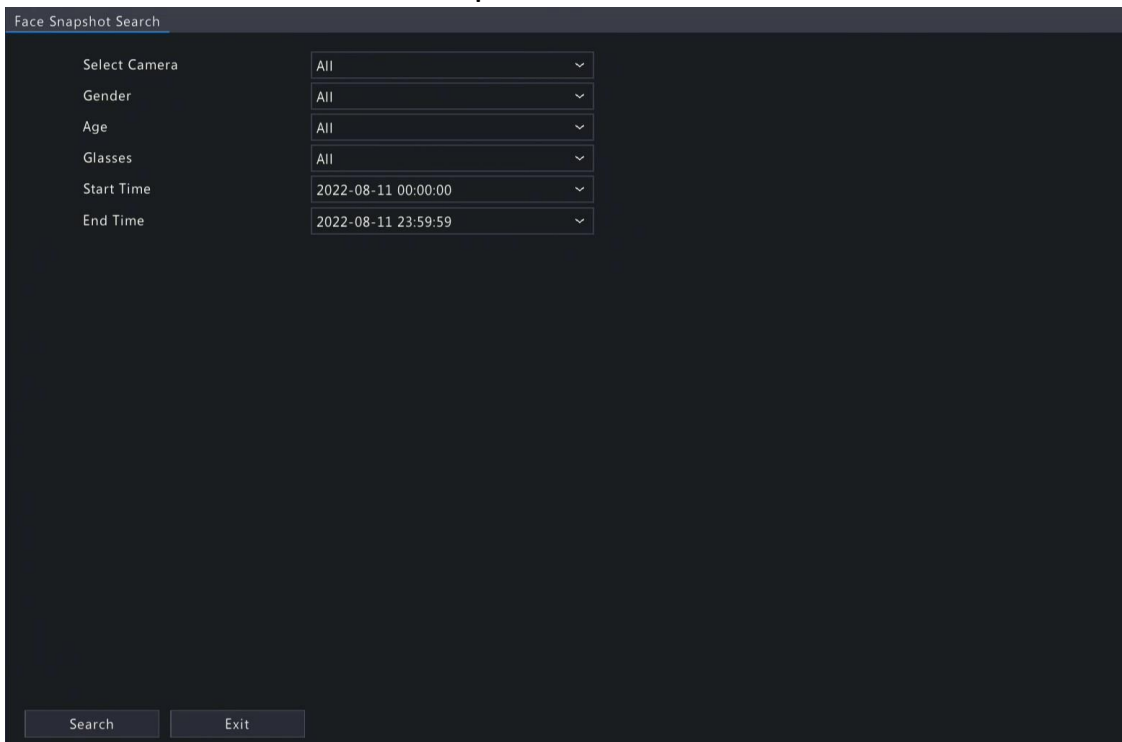 Face Snapshot Search
Select Camera All
Gender All
Age All
Glasses All
Start Time 2022-08-11 00:00:00
End Time 2022-08-11 23:59:59
Search Exit